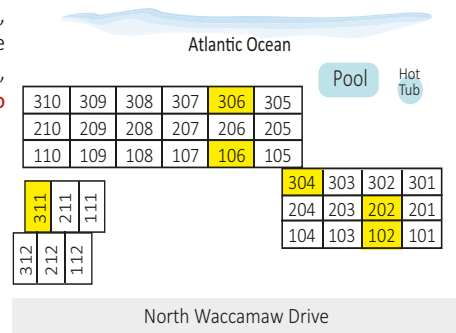 ,
e
,
o
Atlantic Ocean
Pool
Hot
Tub
310 309 308 307 306 305
210 209 208 207 206 205
110 109 108 107 106 105
304 303 302 301
204 203 202 201
104 103 102 101
311 211 111
312 212 112
North Waccamaw Drive